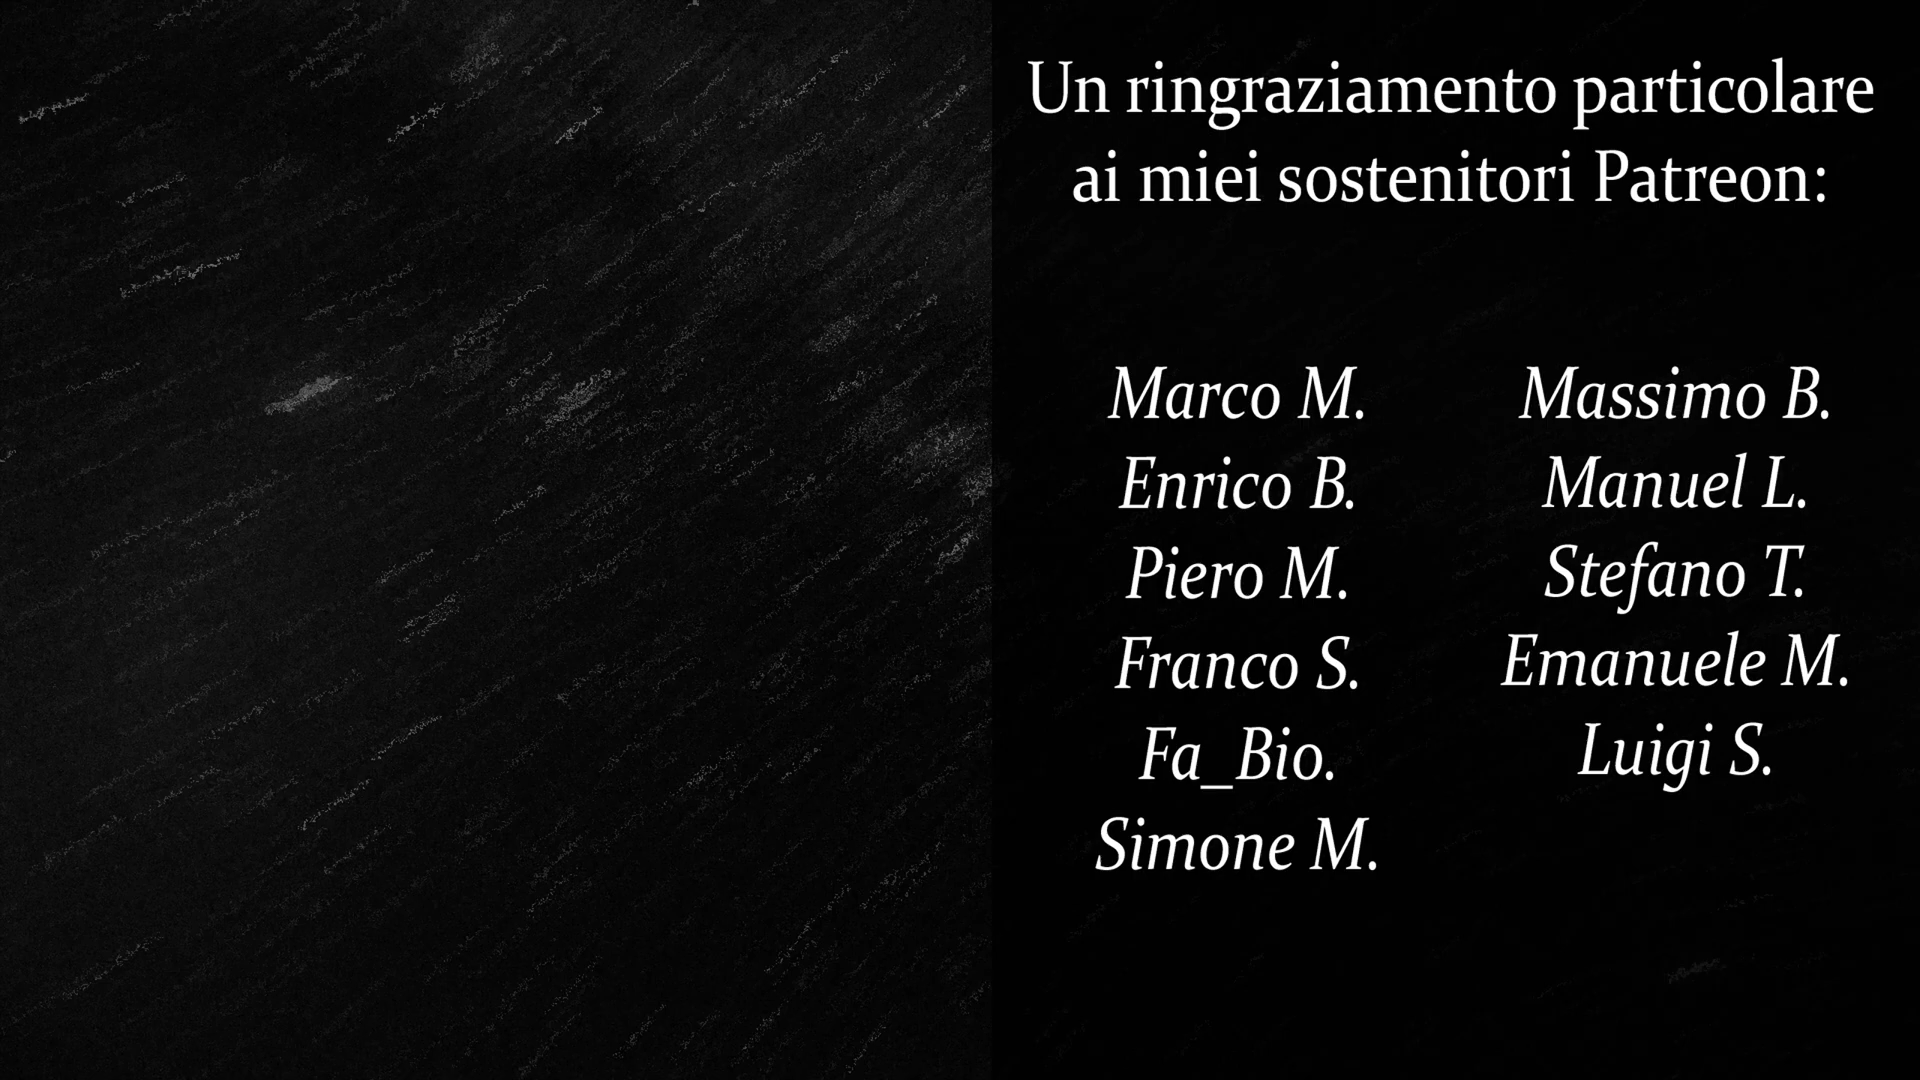 Un ringraziamento particolare
ai miei sostenitori Patreon:
Marco M.
Enrico B.
Piero M.
Franco S.
Fa_Bio.
Simone M.
Massimo B.
Manuel L.
Stefano T.
Emanuele M.
Luigi S.